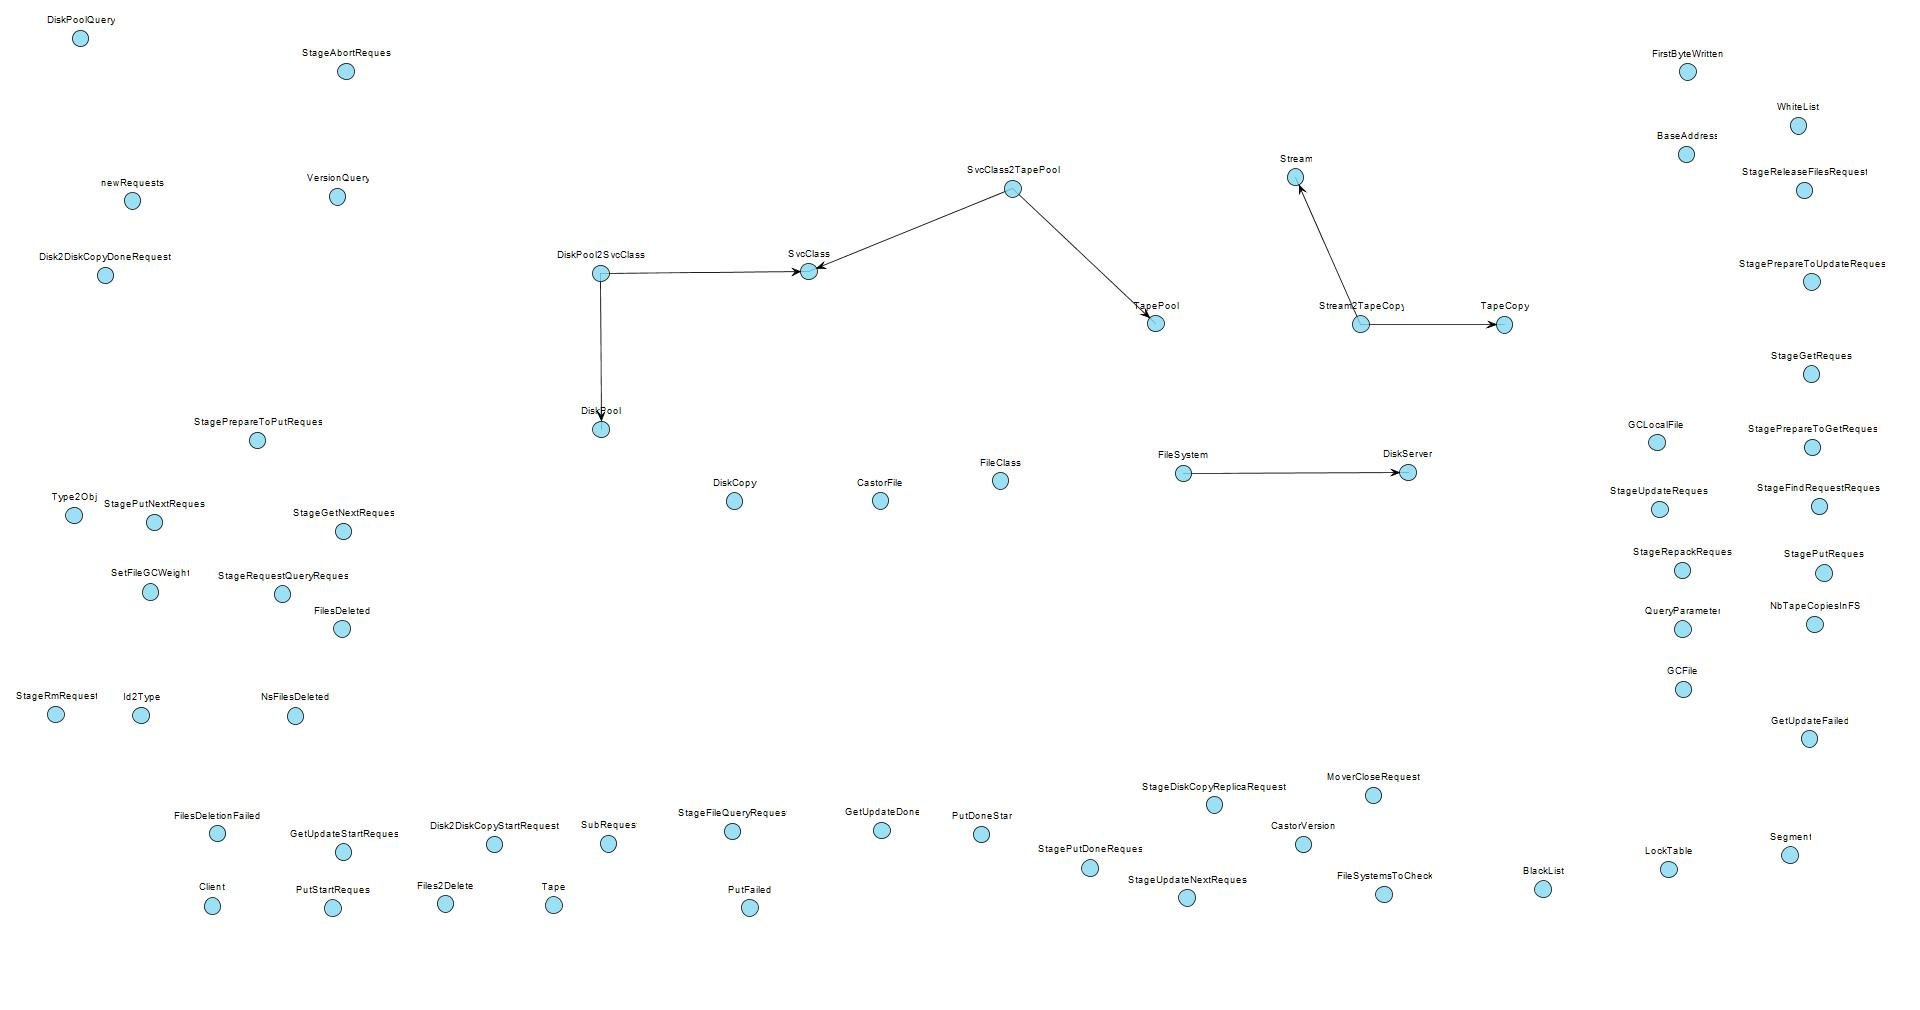 DiskPoolQuery
StageAbortReques
FirstByteWritten
WhiteList
BaseAddress
Stream
SvcClass2TapePool
StageReleaseFilesRequest
newRequests
VersionQuery
Disk2DiskCopyDoneRequest
DiskPool2SvcClass
SvcClass
StagePrepareToUpdateReques
TapePool
Stream2TapeCopy
TapeCopy
StageGetReques
DiskPool
StagePrepareToPutReques
GCLocalFile
StagePrepareToGetReques
FileSystem
DiskServer
FileClass
DiskCopy
CastorFile
StageUpdateReques
StageFindRequestReques
Type2Obj
StagePutNextReques
StageGetNextReques
StageRepackReques
StagePutReques
SetFileGCWeight
StageRequestQueryReques
FilesDeleted
QueryParameter
NbTapeCopiesInFS
GCFile
StageRmRequest
Id2Type
NsFilesDeleted
GetUpdateFailed
MoverCloseRequest
StageDiskCopyReplicaRequest
FilesDeletionFailed
GetUpdateStartReques
Disk2DiskCopyStartRequest
SubReques
StageFileQueryReques
GetUpdateDone
PutDoneStar
CastorVersion
StagePutDoneReques
LockTable
Segment
Client
PutStartReques
Files2Delete
Tape
PutFailed
StageUpdateNextReques
FileSystemsToCheck
BlackList